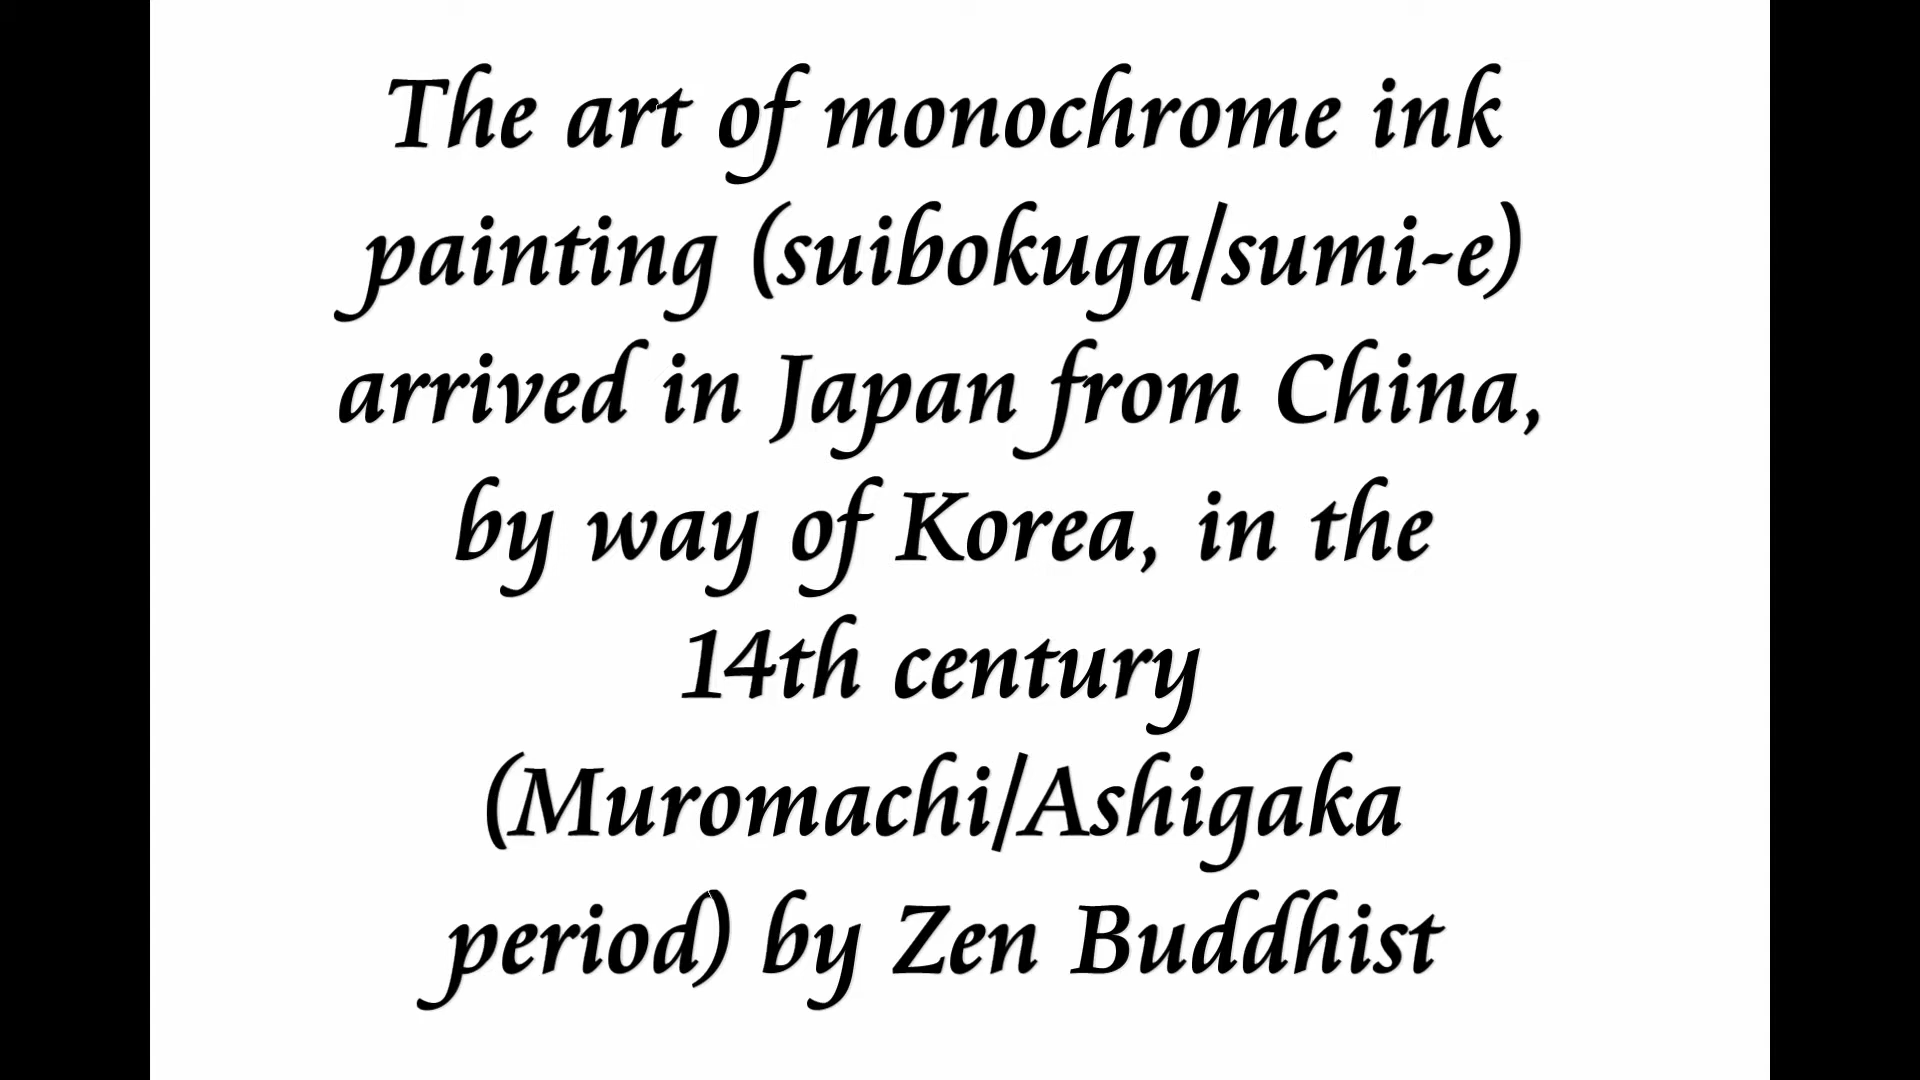 The art of monochrome ink
painting (suibokuga/sumi-e)
arrived in Japan from China,
by way of Korea, in the
14th century
(Muromachi/Ashigaka
period) by Zen Buddhist